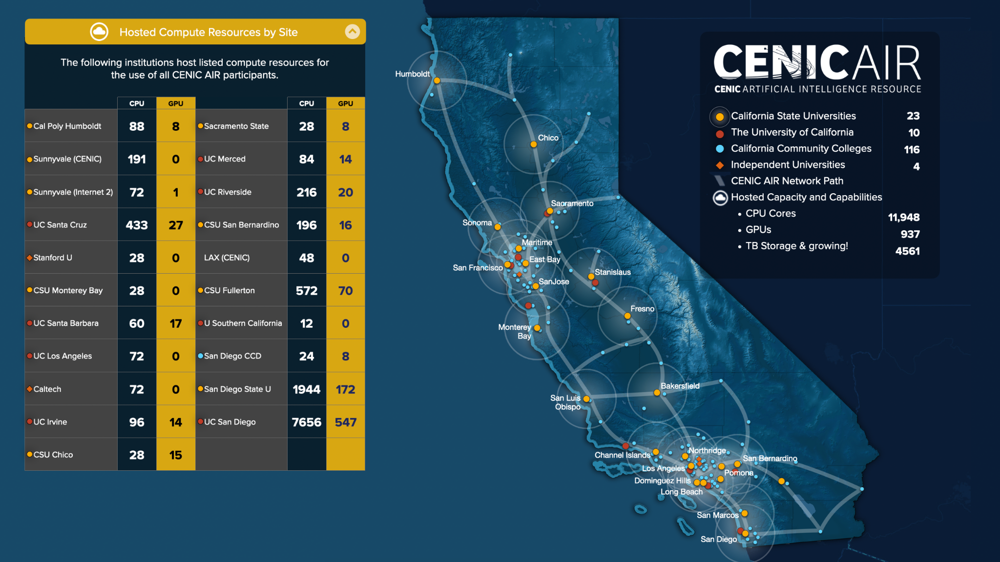 Hosted Compute Resources by Site
The following institutions host listed compute resources for
the use of all CENIC AIR participants.
CPU GPU CPU GPU
Cal Poly Humboldt 88 8 Sacramento State 28 8
Sunnyvale (CENIC) 191 0 UC Merced 84 14
Sunnyvale (Internet 2) 72 1 UC Riverside 216 20
UC Santa Cruz 433 27 CSU San Bernardino 196 16
Stanford U 28 0 LAX (CENIC) 48 0
CSU Monterey Bay 28 0 CSU Fullerton 572 70
UC Santa Barbara 60 17 U Southern California 12 0
UC Los Angeles 72 0 San Diego CCD 24 8
Caltech 72 0 San Diego State U 1944 172
UC Irvine 96 14 UC San Diego 7656 547
CSU Chico 28 15
Humboldt
Chico
Sacramento
Sonoma
Maritime
East Bay
San Francisco
Stanislaus
SanJose
Fresno
Monterey
Bay
Bakersfield
San Luis
Obispo
Northridge
Channel Islands
San Bernardino
Los Angeles
Pomona
Dominguez Hills
Long Beach
San Marcos
San Diego
CENIC AIR
CENIC ARTIFICIAL INTELLIGENCE RESOURCE
California State Universities 23
The University of California 10
California Community Colleges 116
Independent Universities 4
CENIC AIR Network Path
Hosted Capacity and Capabilities
• CPU Cores 11,948
• GPUs 937
• TB Storage & growing! 4561